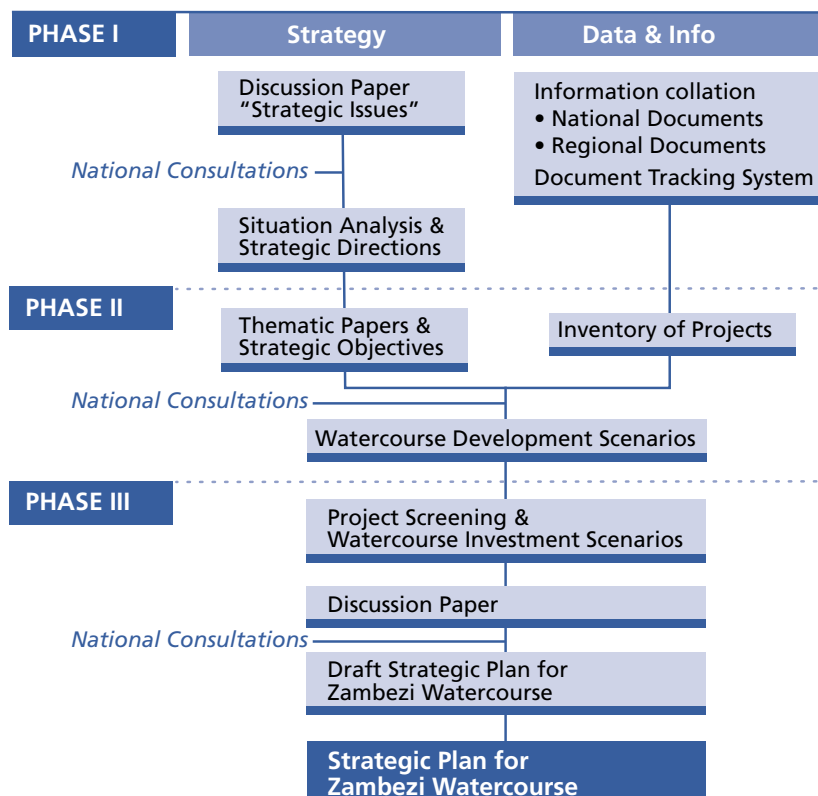 PHASE I
Strategy
Data & Info
Discussion Paper
“Strategic Issues”
Information collation
• National Documents
• Regional Documents
Document Tracking System
National Consultations
Situation Analysis &
Strategic Directions
PHASE II
Thematic Papers &
Strategic Objectives
Inventory of Projects
National Consultations
Watercourse Development Scenarios
PHASE III
Project Screening &
Watercourse Investment Scenarios
Discussion Paper
National Consultations
Draft Strategic Plan for
Zambezi Watercourse
Strategic Plan for
Zambezi Watercourse